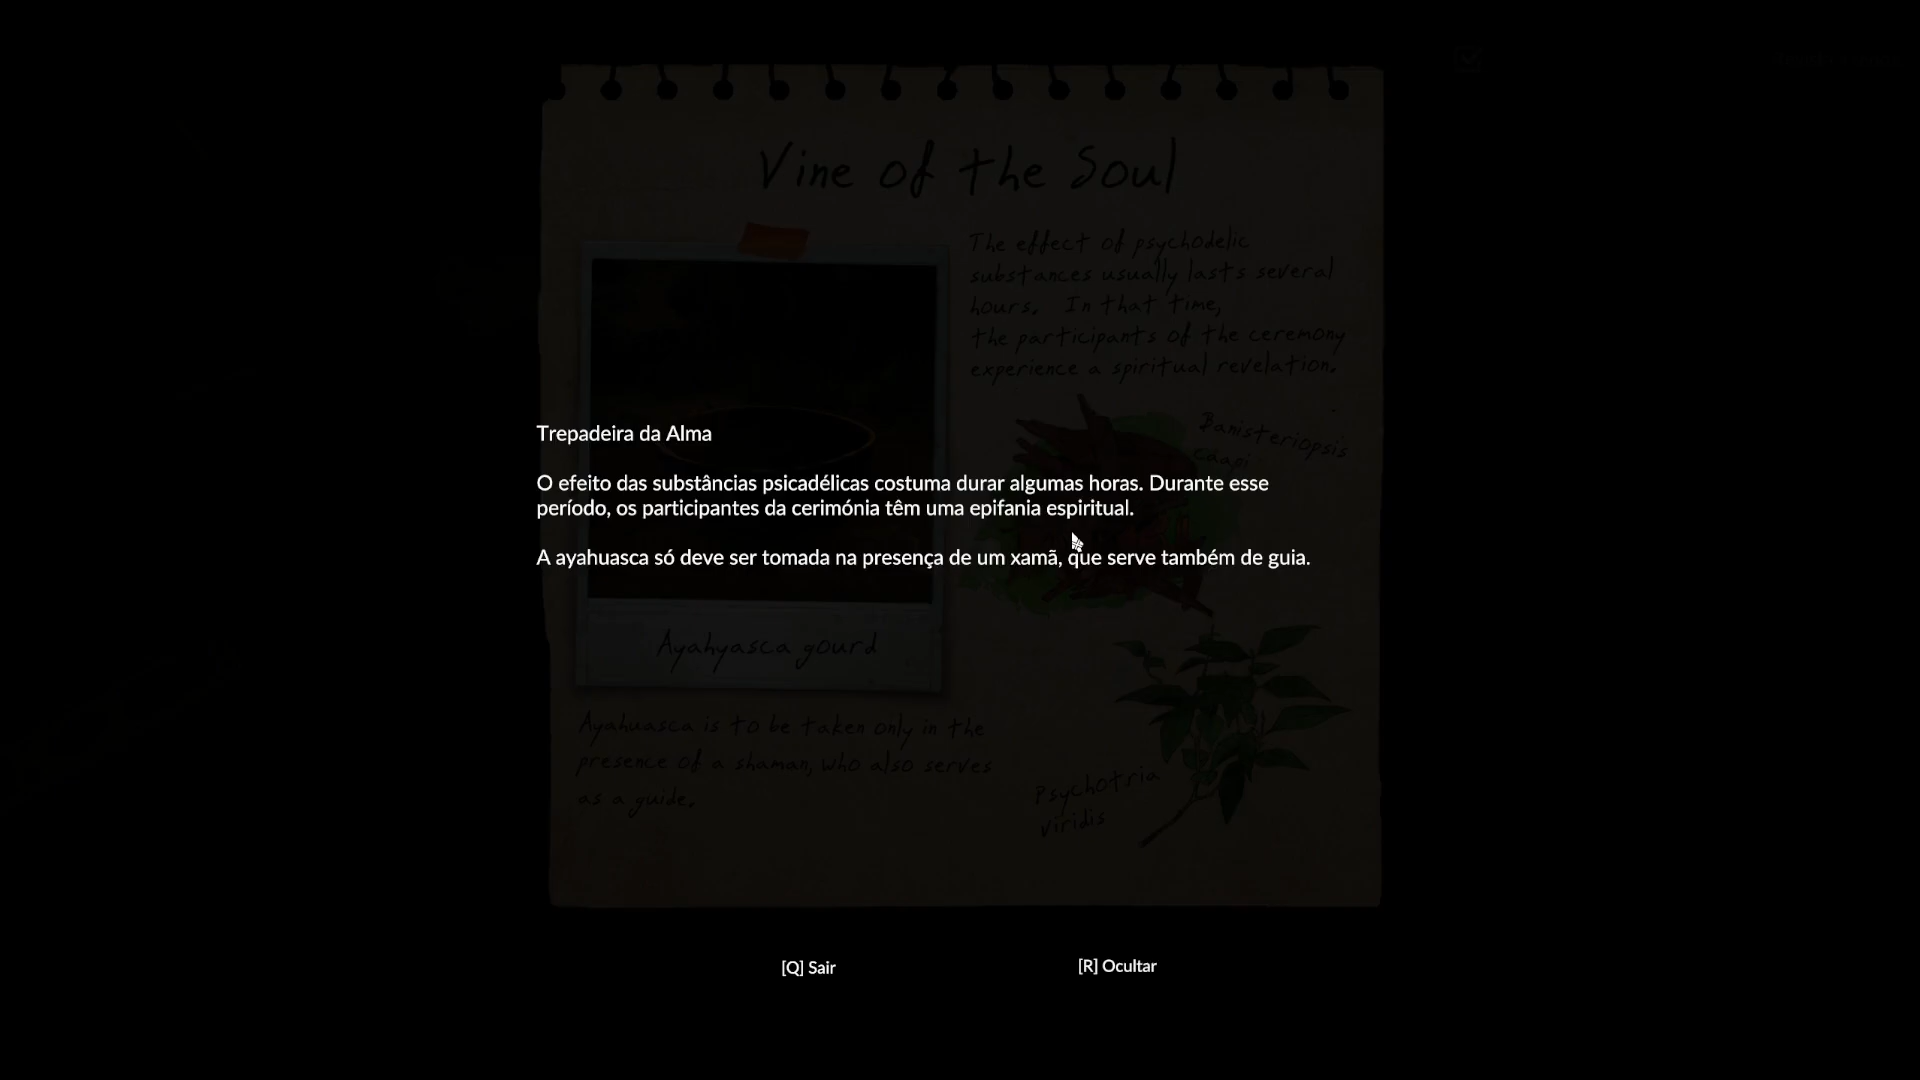 Vine of the Soul
The effect of psychodelic
substances usually lasts several
hours. In that time,
the participants of the ceremony
experience a spiritual revelation.
Banisteriopsis
caapi
Trepadeira da Alma
O efeito das substâncias psicadélicas costuma durar algumas horas. Durante esse
período, os participantes da cerimónia têm uma epifania espiritual.
A ayahuasca só deve ser tomada na presença de um xamã, que serve também de guia.
Ayahyasca gourd
Ayahuasca is to be taken only in the
presence of a shaman, who also serves
as a guide.
Psychotria
viridis
[Q] Sair
[R] Ocultar